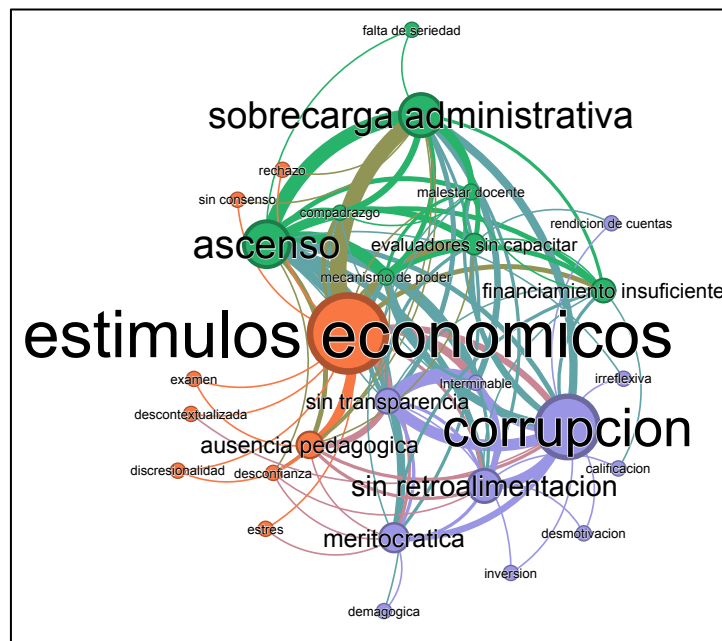 falta de seriedad
sobrecarga administrativa
rechazo
malestar docente
sin consenso
compadrazgo
rendicion de cuentas
ascenso
evaluadores sin capacitar
mecanismo de poder
financiamiento insuficiente
estimulos economicos
examen
Interminable
irreflexiva
sin transparencia
descontextualizada
corrupcion
ausencia pedagogica
discresionalidad
desconfianza
calificacion
sin retroalimentacion
estres
meritocratica
desmotivacion
inversion
demagogica